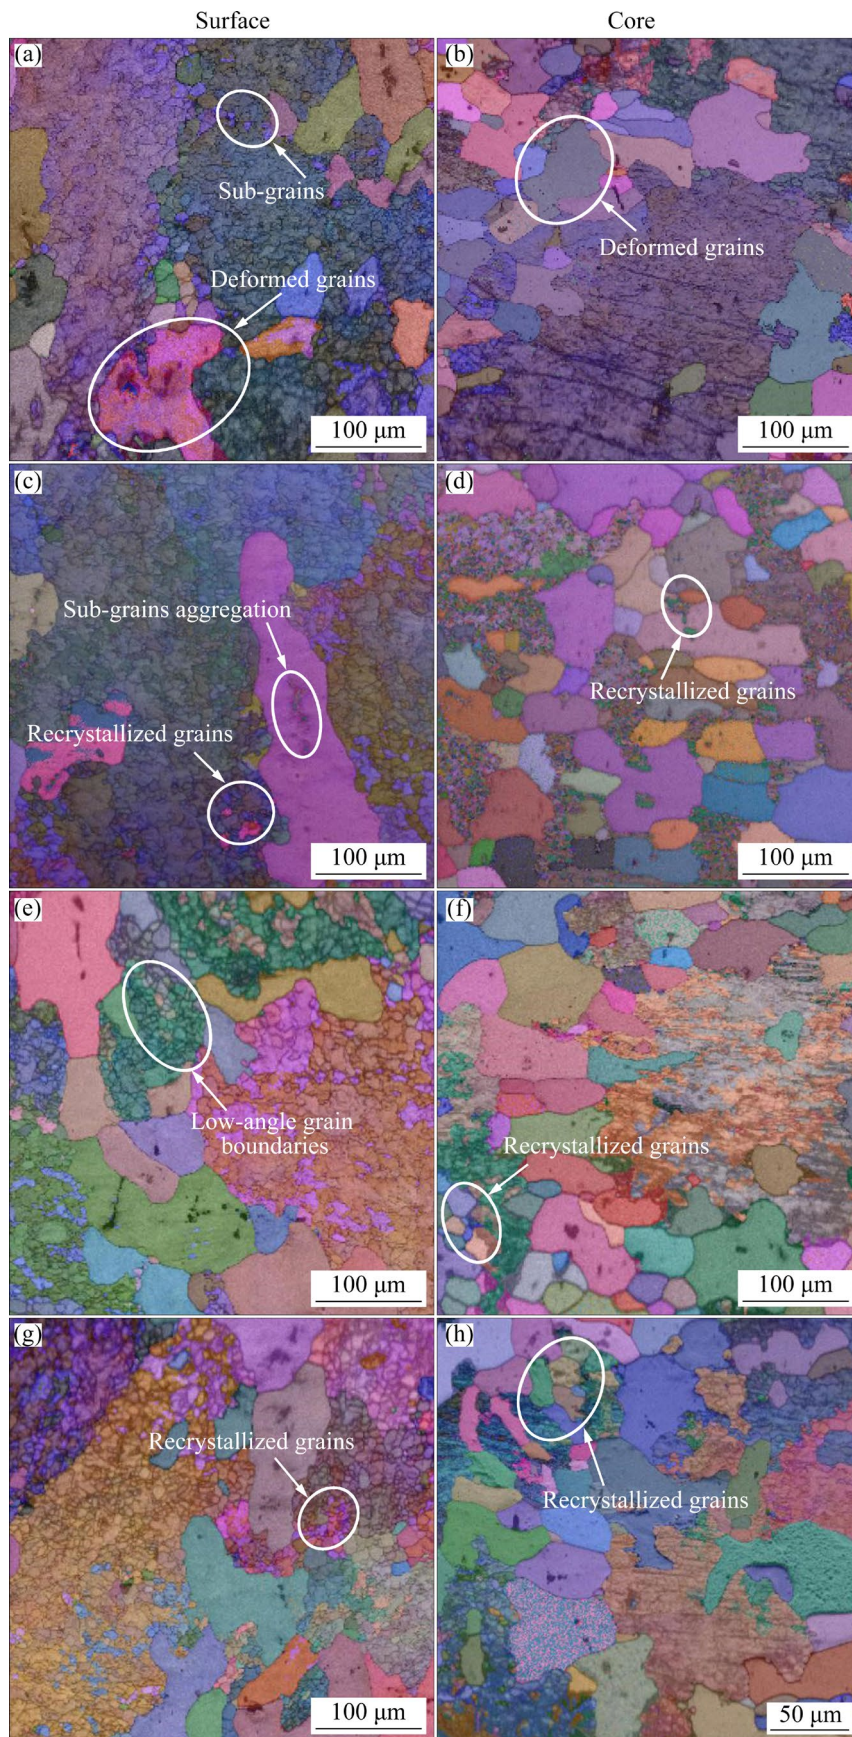 Surface
Core
(a)
Sub-grains
Deformed grains
100 μm
(b)
Deformed grains
100 μm
(c)
Sub-grains aggregation
Recrystallized grains
100 μm
(d)
Recrystallized grains
100 μm
(e)
Low-angle grain
boundaries
100 μm
(f)
Recrystallized grains
100 μm
(g)
Recrystallized grains
100 μm
(h)
Recrystallized grains
50 μm